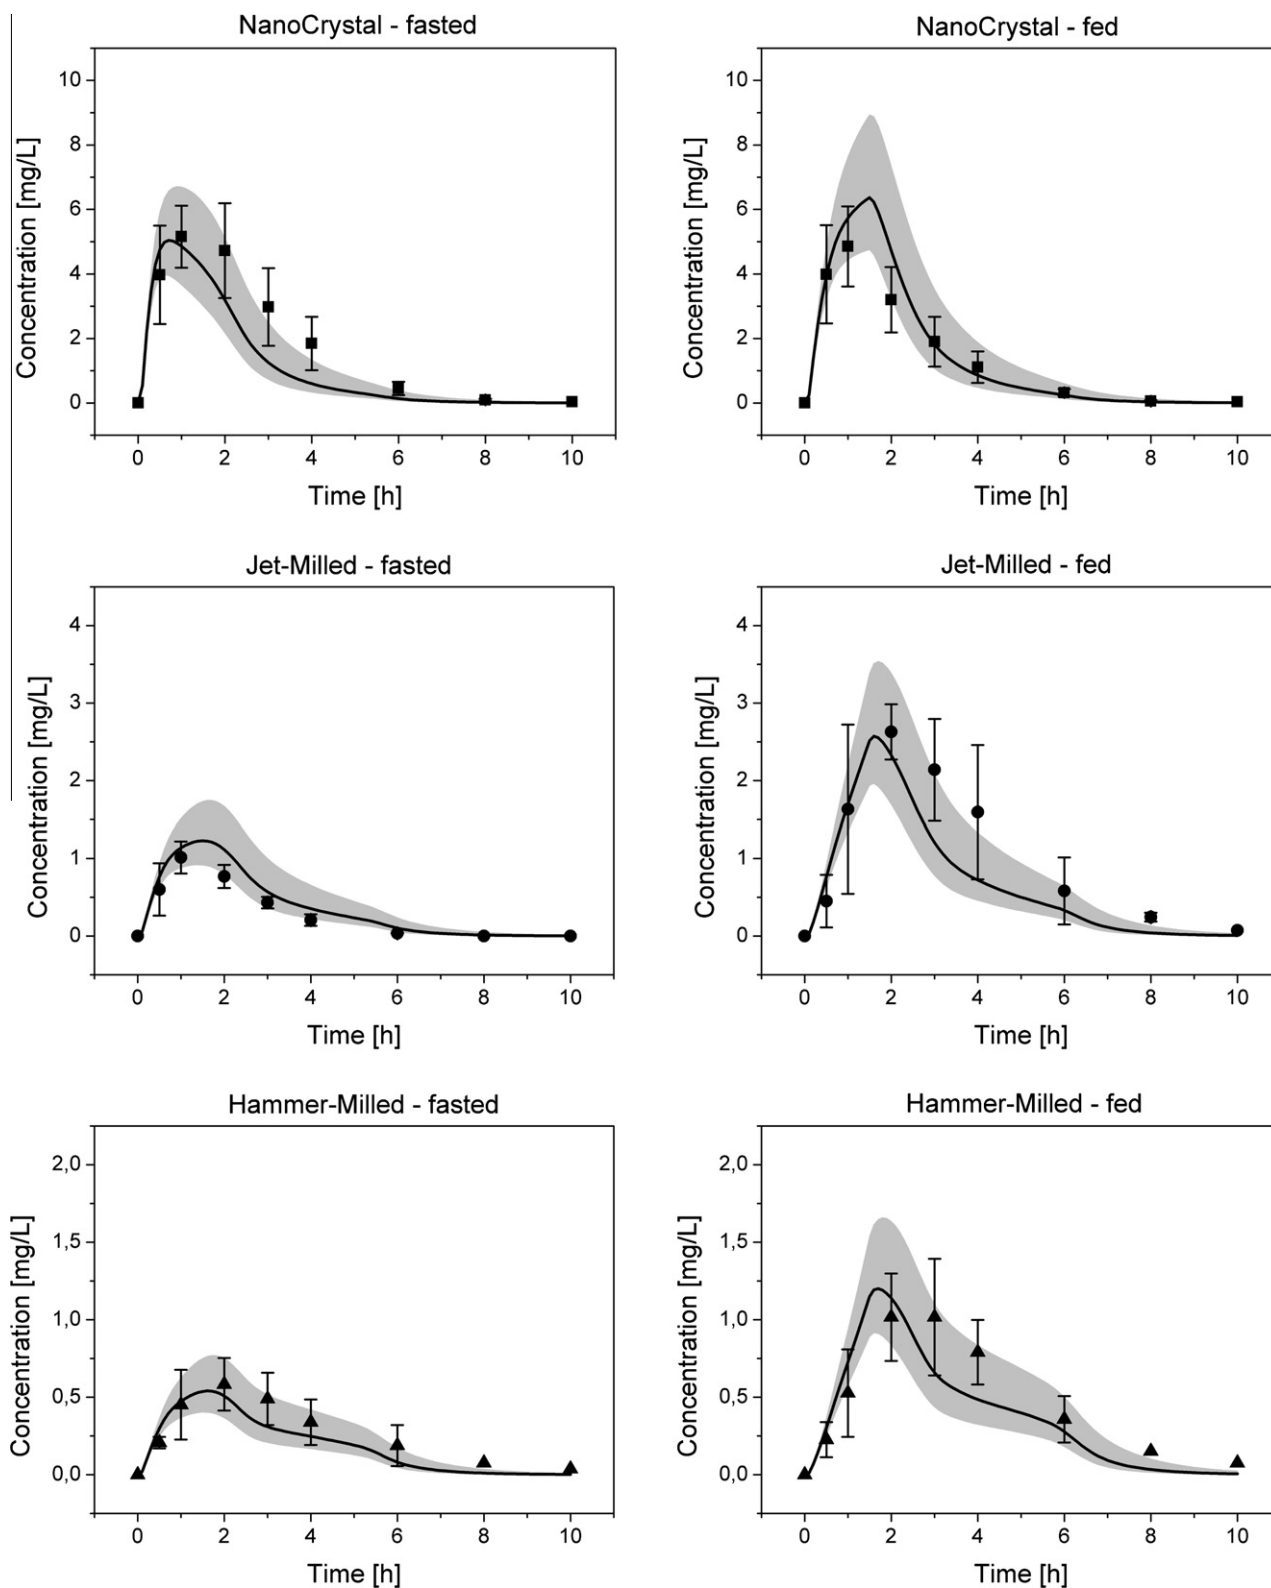 NanoCrystal - fasted
Concentration [mg/L]
10
8
6
4
2
0
0 2 4 6 8 10
Time [h]
NanoCrystal - fed
Concentration [mg/L]
10
8
6
4
2
0
0 2 4 6 8 10
Time [h]
Jet-Milled - fasted
Concentration [mg/L]
4
3
2
1
0
0 2 4 6 8 10
Time [h]
Jet-Milled - fed
Concentration [mg/L]
4
3
2
1
0
0 2 4 6 8 10
Time [h]
Hammer-Milled - fasted
Concentration [mg/L]
2,0
1,5
1,0
0,5
0,0
0 2 4 6 8 10
Time [h]
Hammer-Milled - fed
Concentration [mg/L]
2,0
1,5
1,0
0,5
0,0
0 2 4 6 8 10
Time [h]